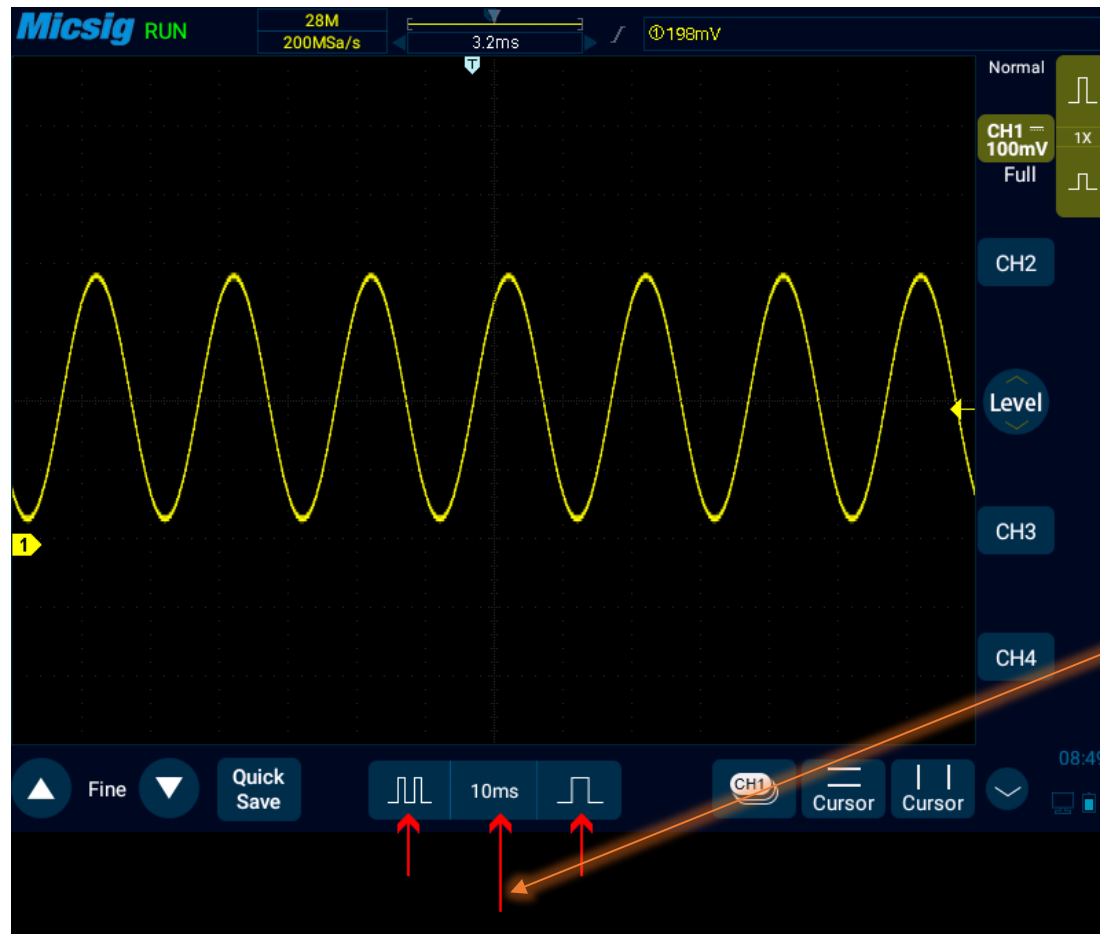 Micsig RUN
28M
200MSa/s
3.2ms
①198mV
T
Normal
CH1
100mV
1X
Full
CH2
Level
1
CH3
CH4
08:49
Fine
Quick
Save
10ms
CH1
Cursor
Cursor